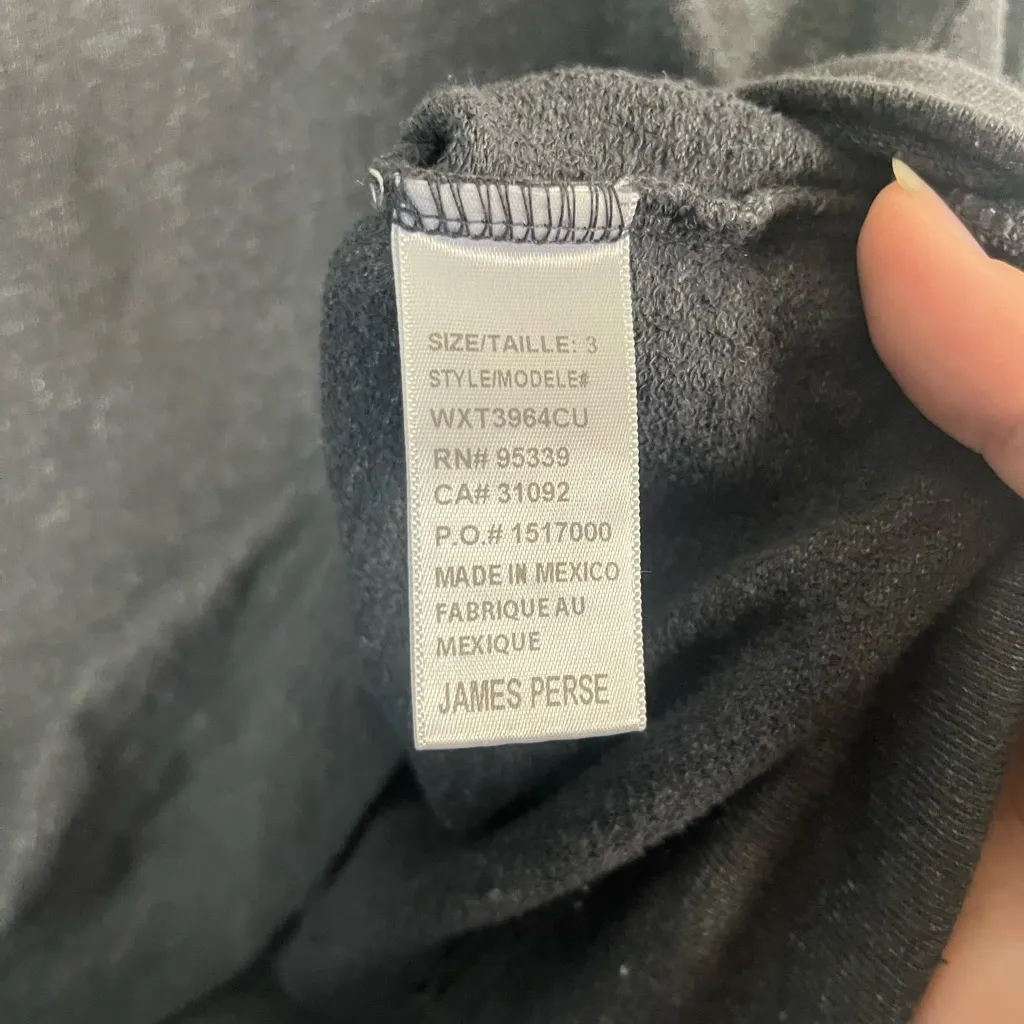 SIZE/TAILLE: 3
STYLE/MODELE#
WXT3964CU
RN# 95339
CA# 31092
P.O.# 1517000
MADE IN MEXICO
FABRIQUE AU
MEXIQUE
JAMES PERSE